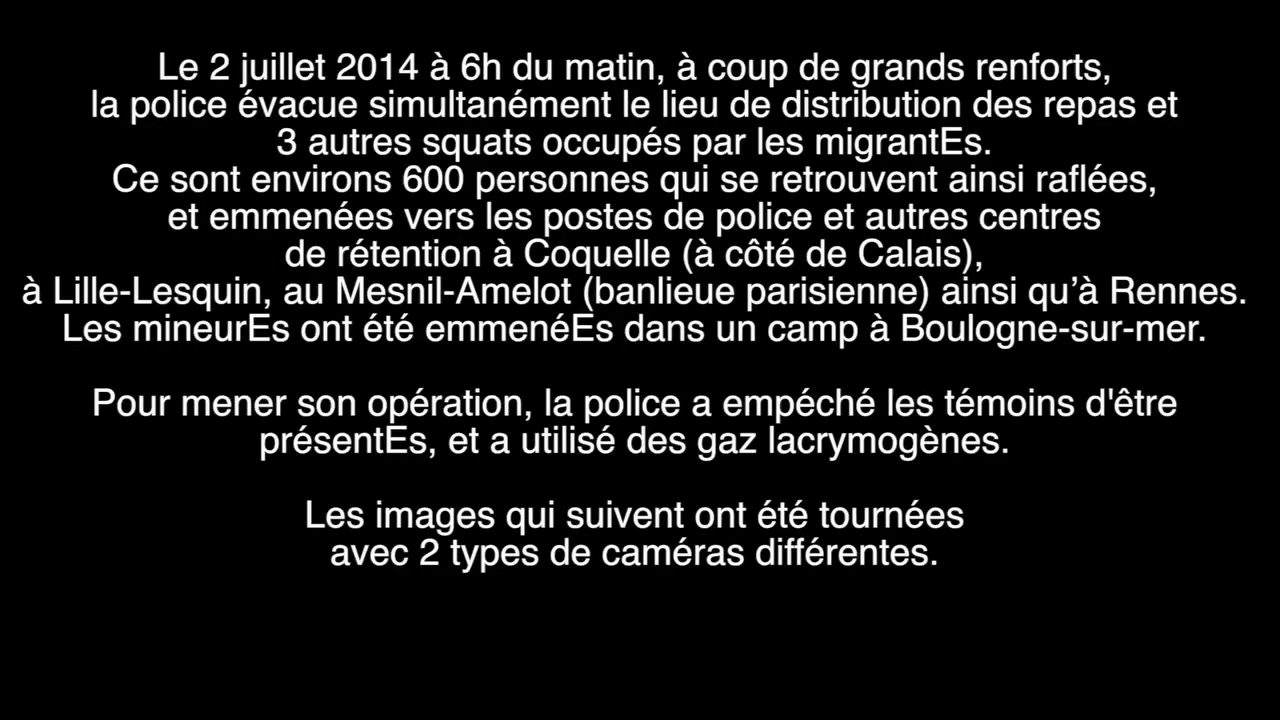 Le 2 juillet 2014 à 6h du matin, à coup de grands renforts,
la police évacue simultanément le lieu de distribution des repas et
3 autres squats occupés par les migrantEs.
Ce sont environs 600 personnes qui se retrouvent ainsi raflées,
et emmenées vers les postes de police et autres centres
de rétention à Coquelle (à côté de Calais),
à Lille-Lesquin, au Mesnil-Amelot (banlieue parisienne) ainsi qu’à Rennes.
Les mineurEs ont été emmenéEs dans un camp à Boulogne-sur-mer.
Pour mener son opération, la police a empéché les témoins d'être
présentEs, et a utilisé des gaz lacrymogènes.
Les images qui suivent ont été tournées
avec 2 types de caméras différentes.